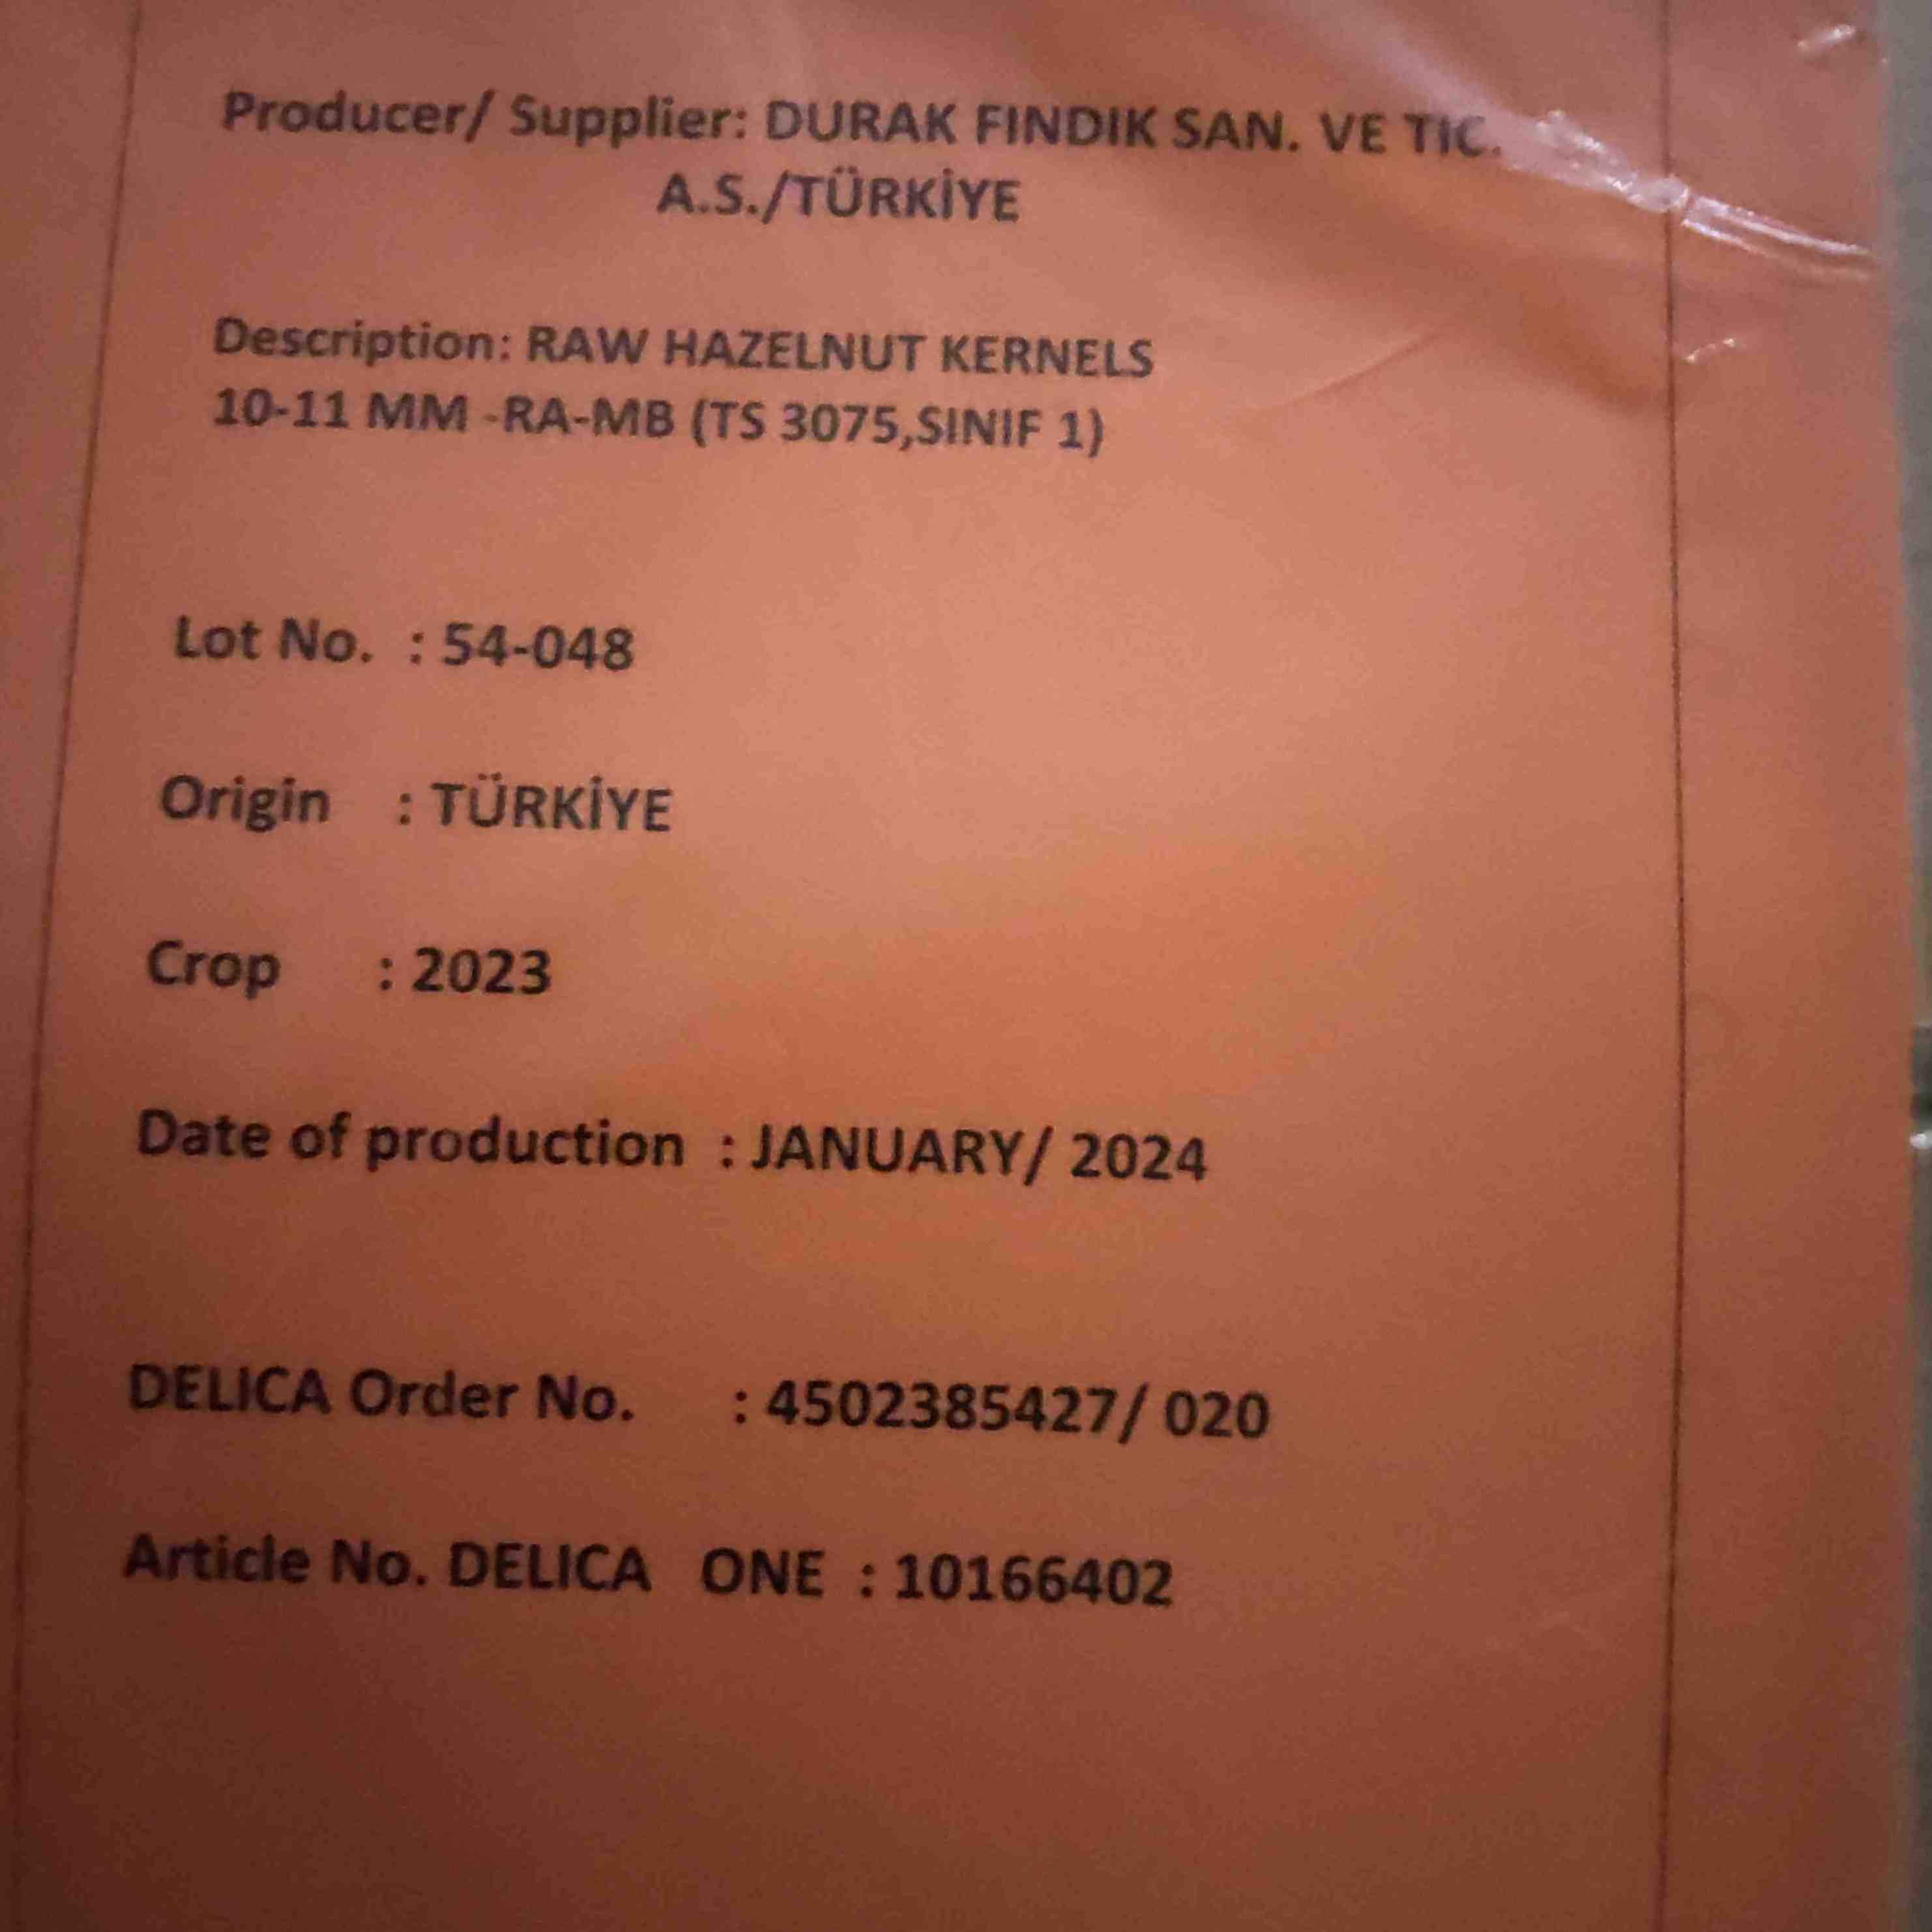 Producer/ Supplier: DURAK FINDIK SAN. VE TIC.
A.S./TÜRKİYE
Description: RAW HAZELNUT KERNELS
10-11 MM -RA-MB (TS 3075,SINIF 1)
Lot No. : 54-048
Origin : TÜRKİYE
Crop : 2023
Date of production : JANUARY/ 2024
DELICA Order No. : 4502385427/ 020
Article No. DELICA ONE : 10166402